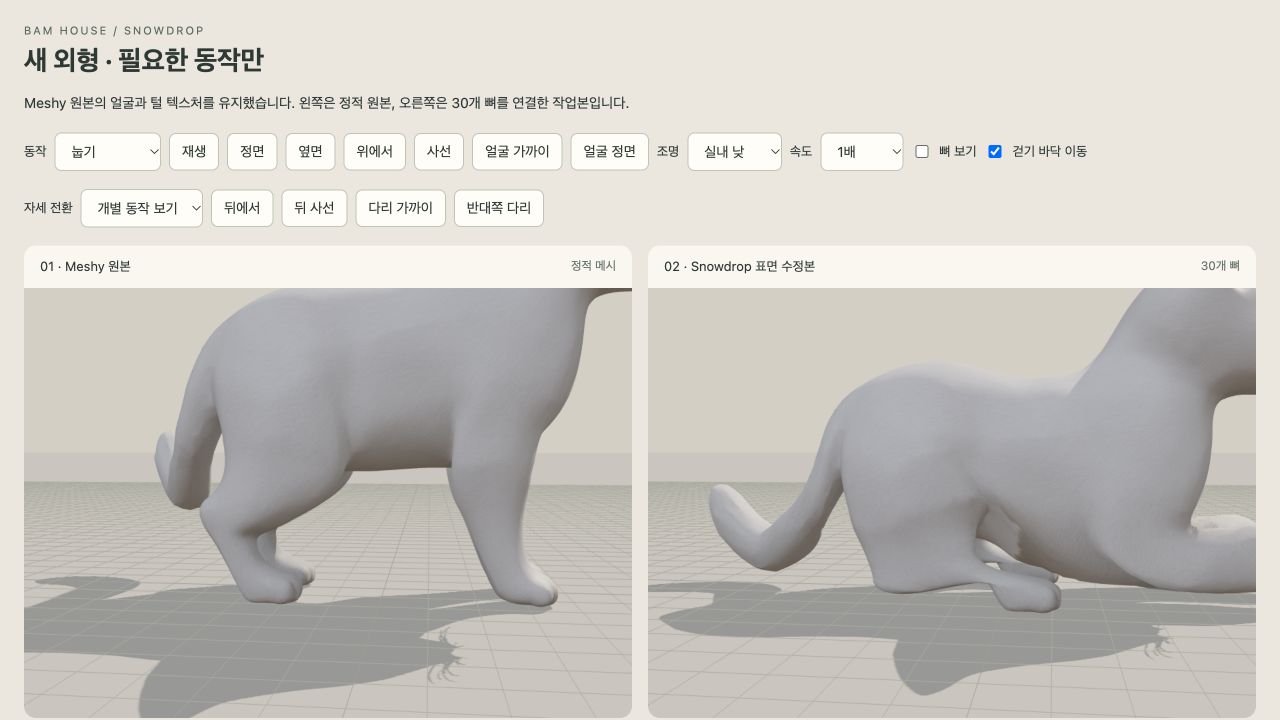 BAM HOUSE / SNOWDROP
새 외형 · 필요한 동작만
Meshy 원본의 얼굴과 털 텍스처를 유지했습니다. 왼쪽은 정적 원본, 오른쪽은 30개 뼈를 연결한 작업본입니다.
동작 눕기 재생 정면 옆면 위에서 사선 얼굴 가까이 얼굴 정면 조명 실내 낮 속도 1배 뼈 보기 걷기 바닥 이동
자세 전환 개별 동작 보기 뒤에서 뒤 사선 다리 가까이 반대쪽 다리
01 · Meshy 원본 정적 메시
02 · Snowdrop 표면 수정본 30개 뼈